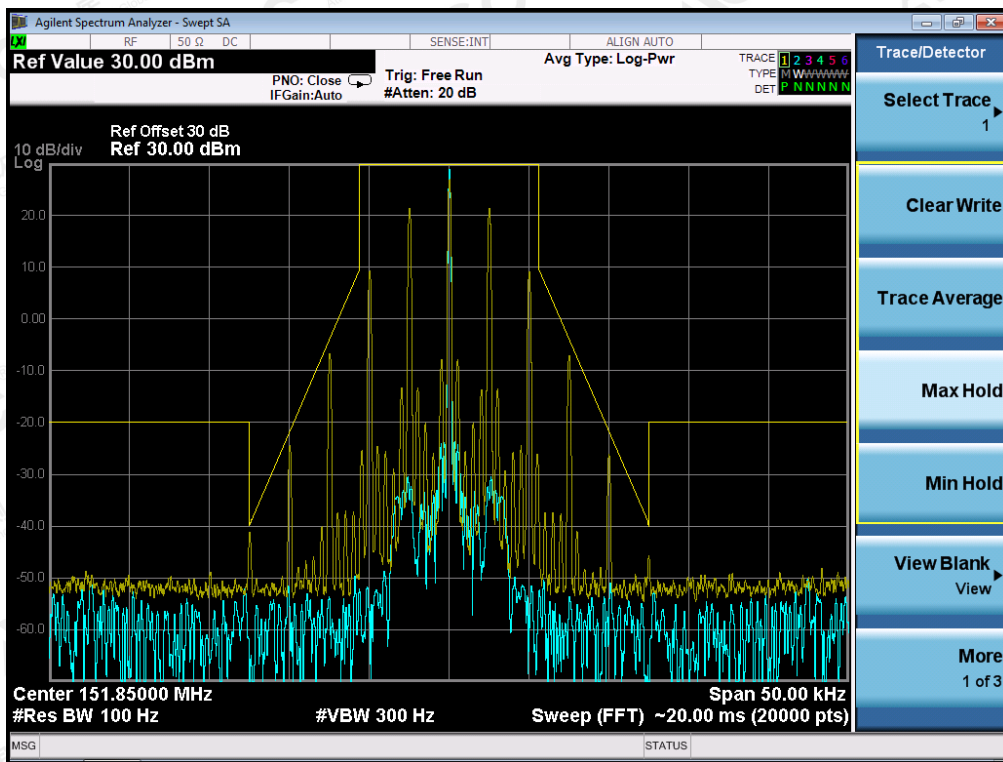 Agilent Spectrum Analyzer - Swept SA
LXI
RF 50 Ω DC SENSE:INT ALIGN AUTO
Ref Value 30.00 dBm
PNO: Close
IFGain:Auto
Trig: Free Run
#Atten: 20 dB
Avg Type: Log-Pwr
TRACE 1 2 3 4 5 6
TYPE M W W W W W
DET P N N N N N
Ref Offset 30 dB
10 dB/div Ref 30.00 dBm
Log
20.0
10.0
0.00
-10.0
-20.0
-30.0
-40.0
-50.0
-60.0
Center 151.85000 MHz Span 50.00 kHz
#Res BW 100 Hz #VBW 300 Hz Sweep (FFT) ~20.00 ms (20000 pts)
MSG STATUS
Trace/Detector
Select Trace
1
Clear Write
Trace Average
Max Hold
Min Hold
View Blank
View
More
1 of 3